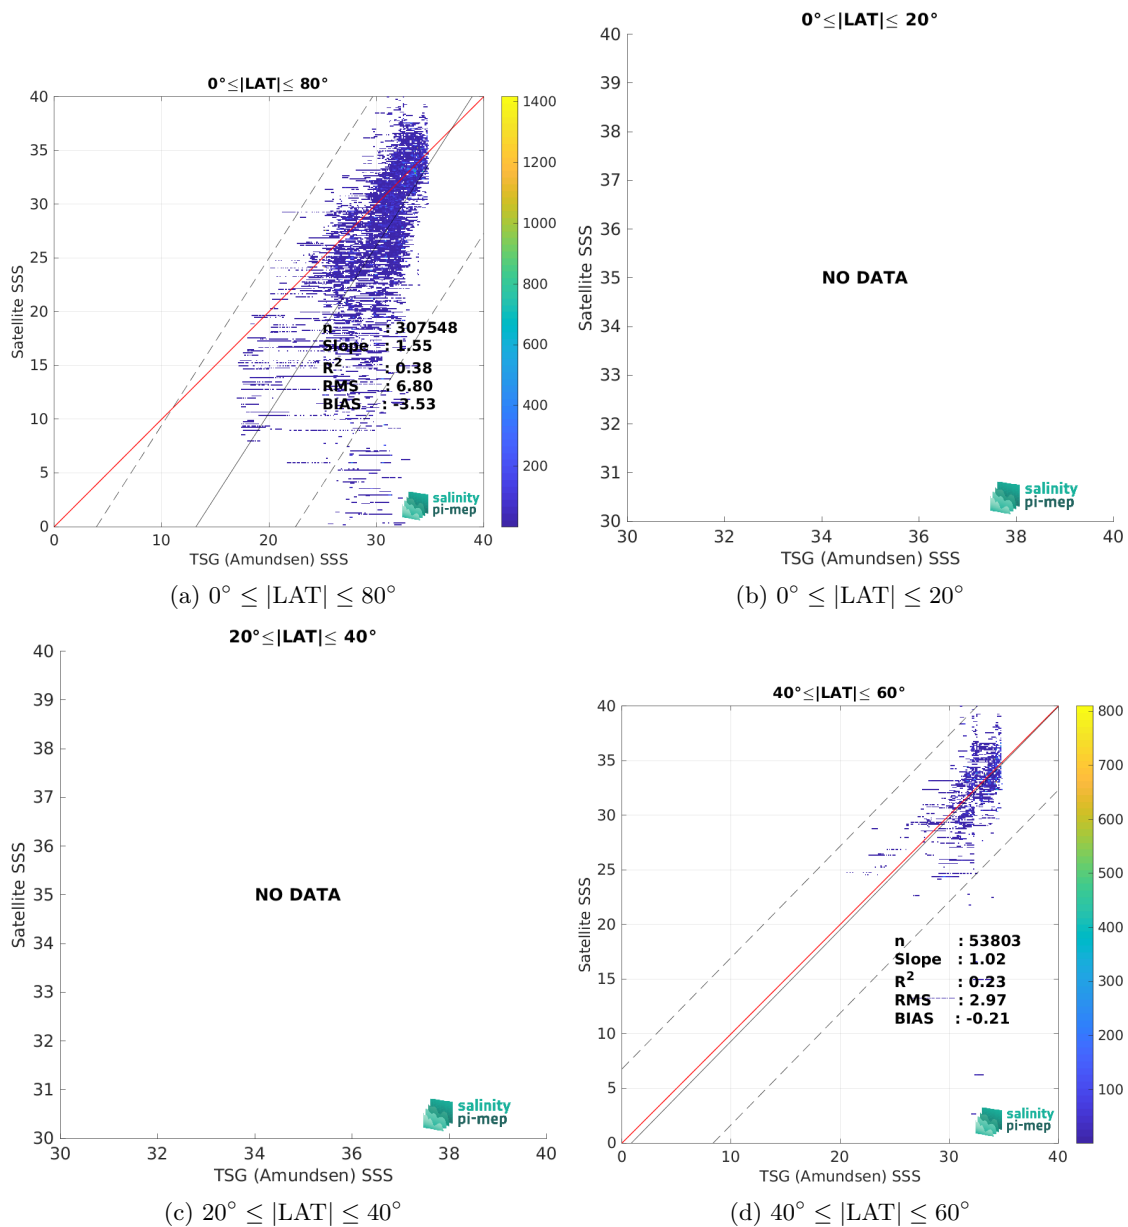 0°≤|LAT|≤ 80°
40
35
30
25
20
15
10
5
0
Satellite SSS
n : 307548
Slope : 1.55
R² : 0.38
RMS : 6.80
BIAS : -3.53
salinity
pi-mep
0 10 20 30 40
TSG (Amundsen) SSS
1400
1200
1000
800
600
400
200
(a) 0° ≤ |LAT| ≤ 80°
0°≤|LAT|≤ 20°
40
39
38
37
36
35
34
33
32
31
30
Satellite SSS
NO DATA
salinity
pi-mep
30 32 34 36 38 40
TSG (Amundsen) SSS
(b) 0° ≤ |LAT| ≤ 20°
20°≤|LAT|≤ 40°
40
39
38
37
36
35
34
33
32
31
30
Satellite SSS
NO DATA
salinity
pi-mep
30 32 34 36 38 40
TSG (Amundsen) SSS
(c) 20° ≤ |LAT| ≤ 40°
40°≤|LAT|≤ 60°
40
35
30
25
20
15
10
5
0
Satellite SSS
n : 53803
Slope : 1.02
R² : 0.23
RMS : 2.97
BIAS : -0.21
salinity
pi-mep
0 10 20 30 40
TSG (Amundsen) SSS
800
700
600
500
400
300
200
100
(d) 40° ≤ |LAT| ≤ 60°